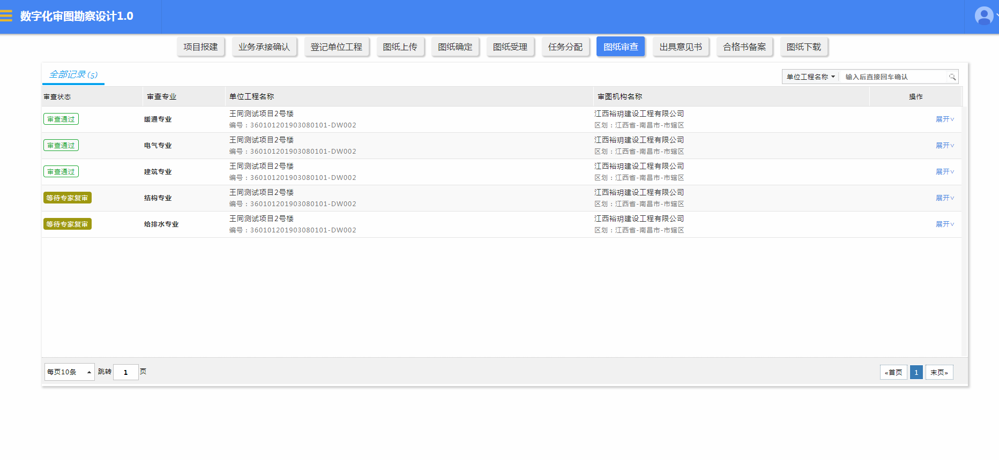 数字化审图勘察设计1.0
项目报建 业务承接确认 登记单位工程 图纸上传 图纸确定 图纸受理 任务分配 图纸审查 出具意见书 合格书备案 图纸下载
全部记录(5) 单位工程名称 输入后直接回车确认
审查状态 审查专业 单位工程名称 审图机构名称 操作
审查通过 暖通专业 王同测试项目2号楼 江西裕玥建设工程有限公司 展开
编号：360101201903080101-DW002 区划：江西省-南昌市-市辖区
审查通过 电气专业 王同测试项目2号楼 江西裕玥建设工程有限公司 展开
编号：360101201903080101-DW002 区划：江西省-南昌市-市辖区
审查通过 建筑专业 王同测试项目2号楼 江西裕玥建设工程有限公司 展开
编号：360101201903080101-DW002 区划：江西省-南昌市-市辖区
等待专家复审 结构专业 王同测试项目2号楼 江西裕玥建设工程有限公司 展开
编号：360101201903080101-DW002 区划：江西省-南昌市-市辖区
等待专家复审 给排水专业 王同测试项目2号楼 江西裕玥建设工程有限公司 展开
编号：360101201903080101-DW002 区划：江西省-南昌市-市辖区
每页10条 跳转 1 页 «首页 1 末页»